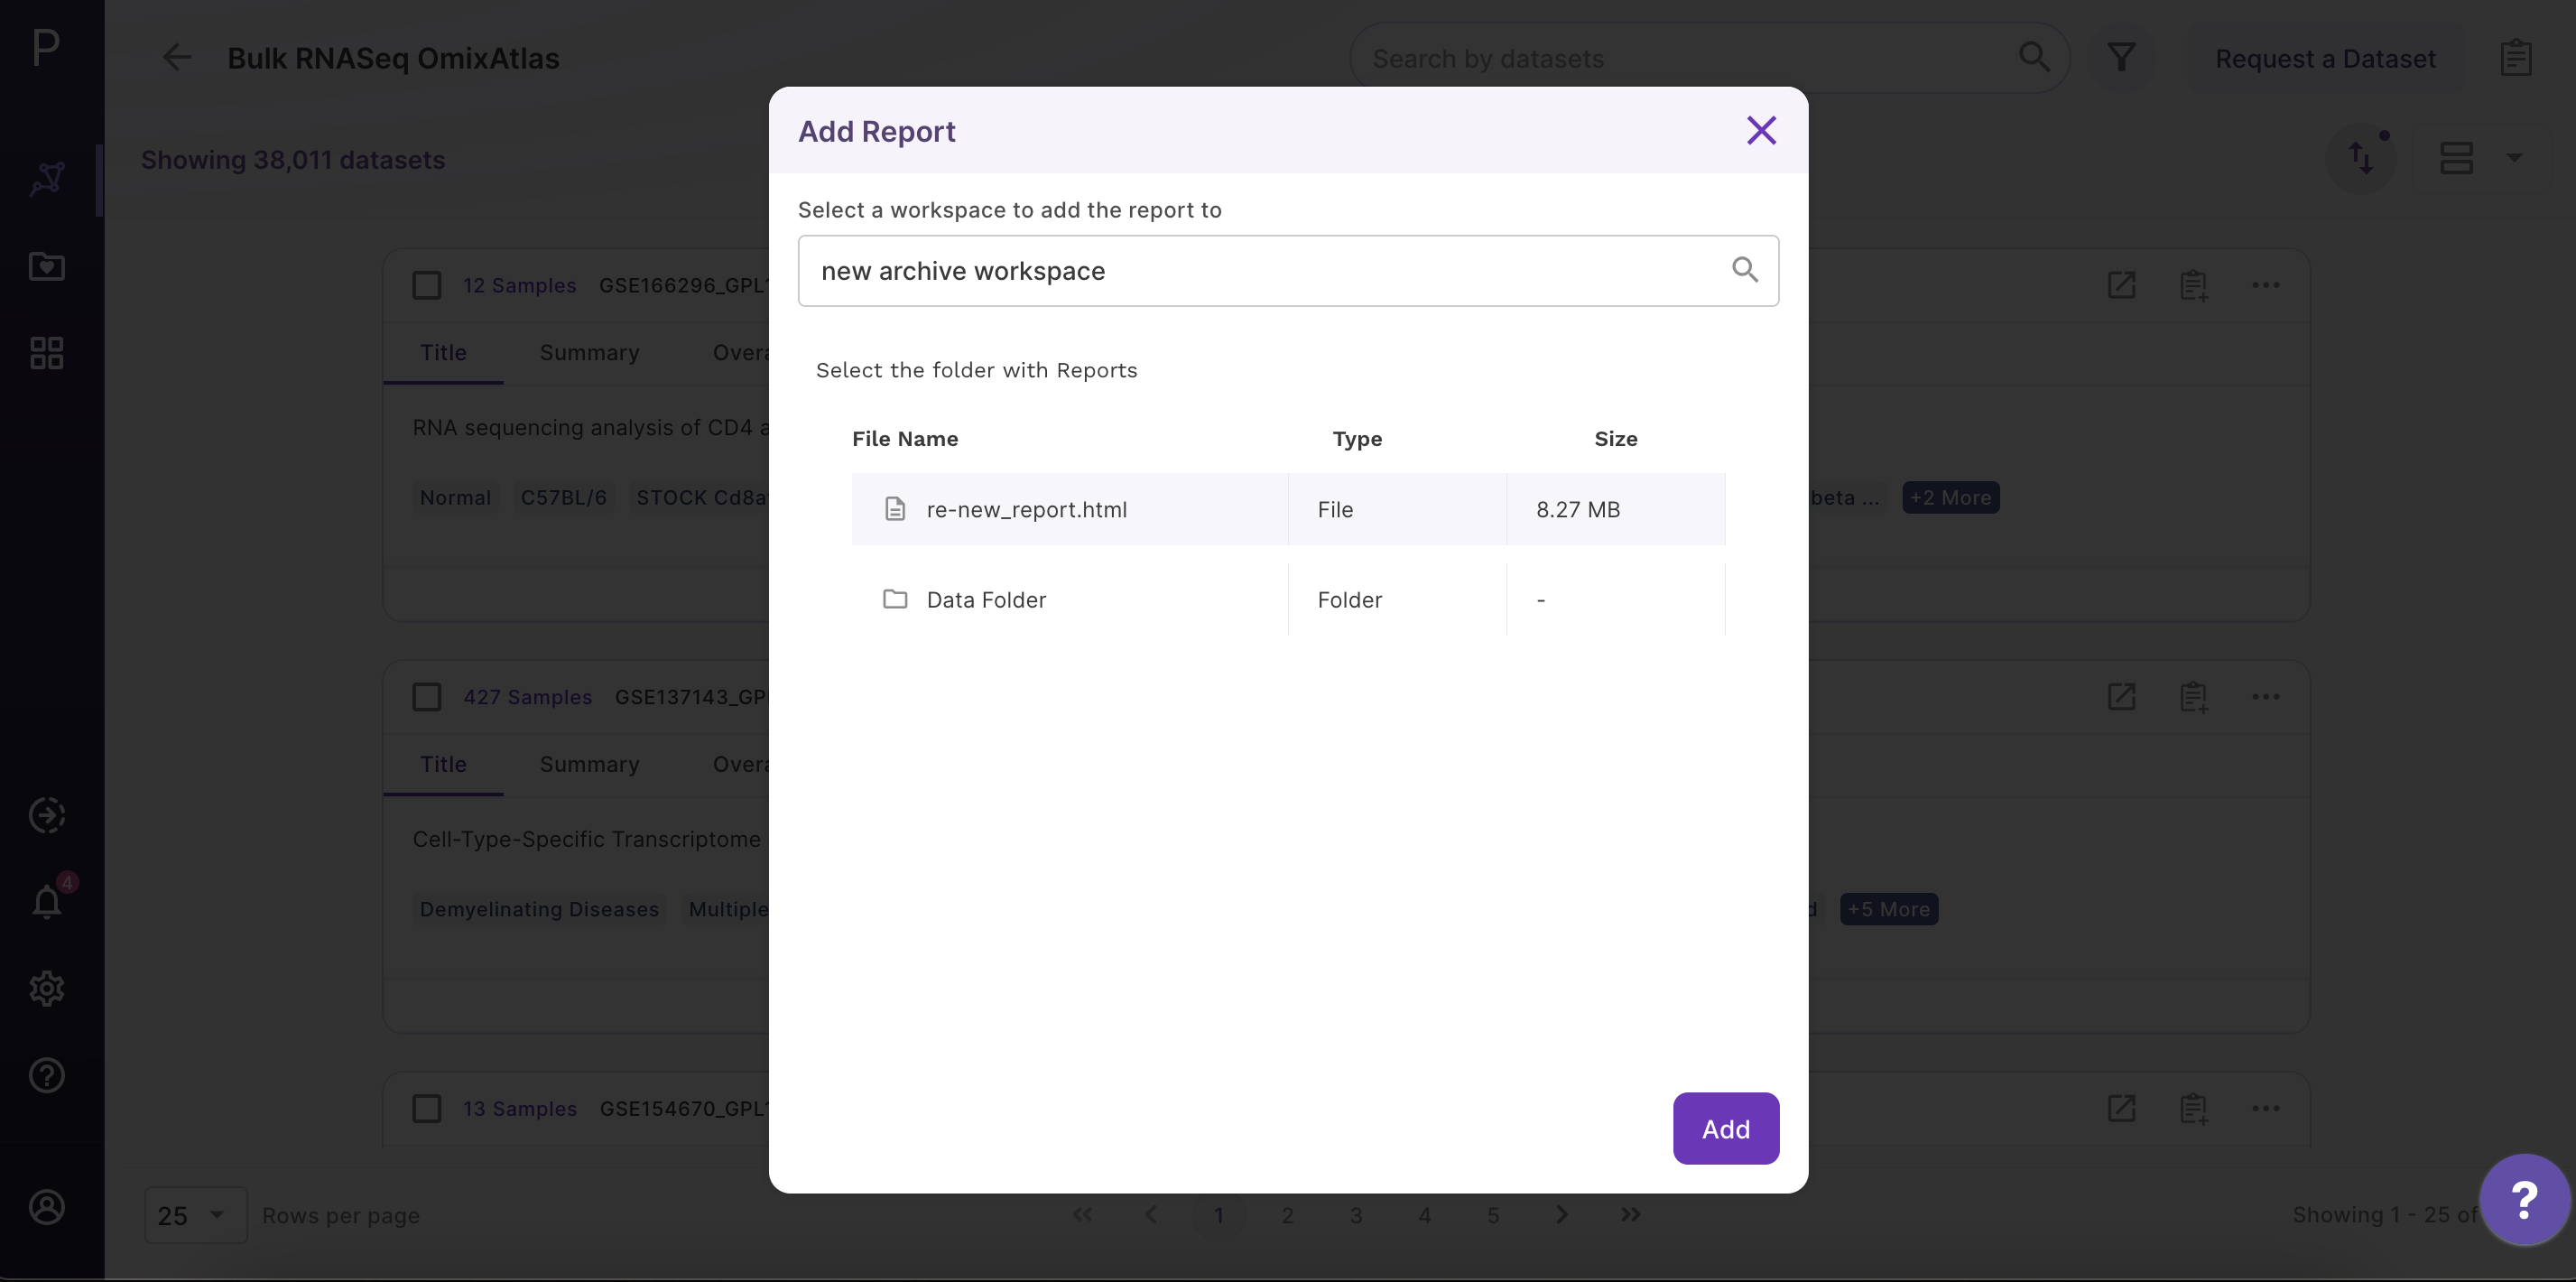 P
Bulk RNASeq OmixAtlas
Search by datasets
Request a Dataset
Showing 38,011 datasets
Add Report
Select a workspace to add the report to
new archive workspace
Select the folder with Reports
File Name Type Size
re-new_report.html File 8.27 MB
Data Folder Folder -
Add
12 Samples GSE166296_GPL1
Title Summary Overa
RNA sequencing analysis of CD4 a
Normal C57BL/6 STOCK Cd8a beta ... +2 More
427 Samples GSE137143_GP
Title Summary Overa
Cell-Type-Specific Transcriptome
Demyelinating Diseases Multiple d +5 More
13 Samples GSE154670_GPL1
4
25 Rows per page
1 2 3 4 5
Showing 1 - 25 of
?